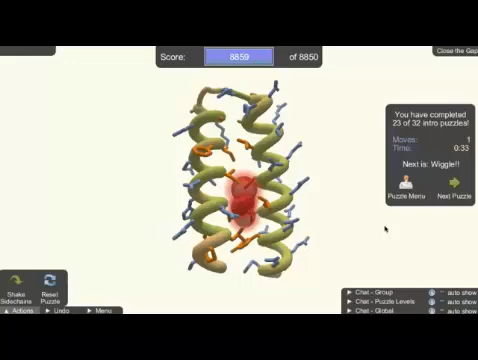 Score: 8859 of 8850
Close the Gap
You have completed
23 of 32 intro puzzles!
Moves: 1
Time: 0:33
Next is: Wiggle!!
Puzzle Menu Next Puzzle
Shake Sidechains Reset Puzzle
▲ Actions ▶ Undo ▶ Menu
▶ Chat - Group auto show
▶ Chat - Puzzle Levels auto show
▶ Chat - Global auto show